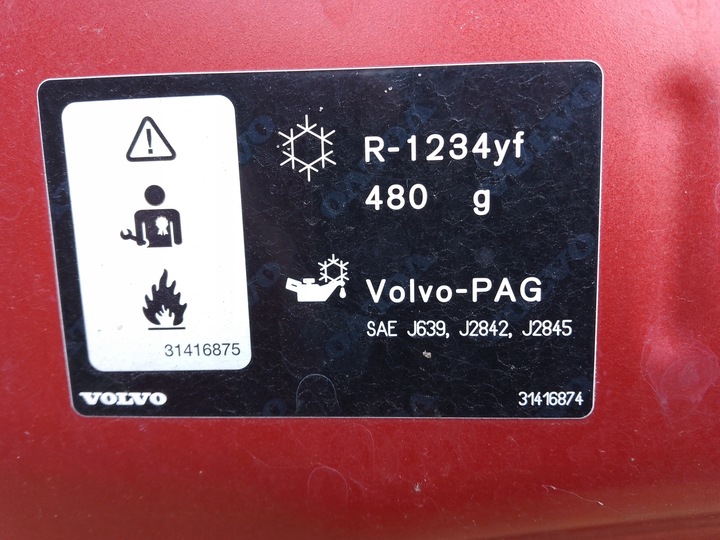 R-1234yf
480 g
Volvo-PAG
SAE J639, J2842, J2845
31416875
VOLVO
31416874